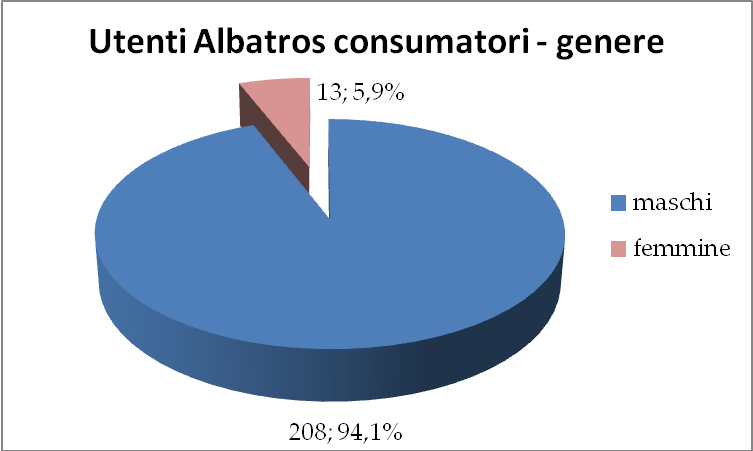 Utenti Albatros consumatori - genere
13; 5,9%
maschi
femmine
208; 94,1%